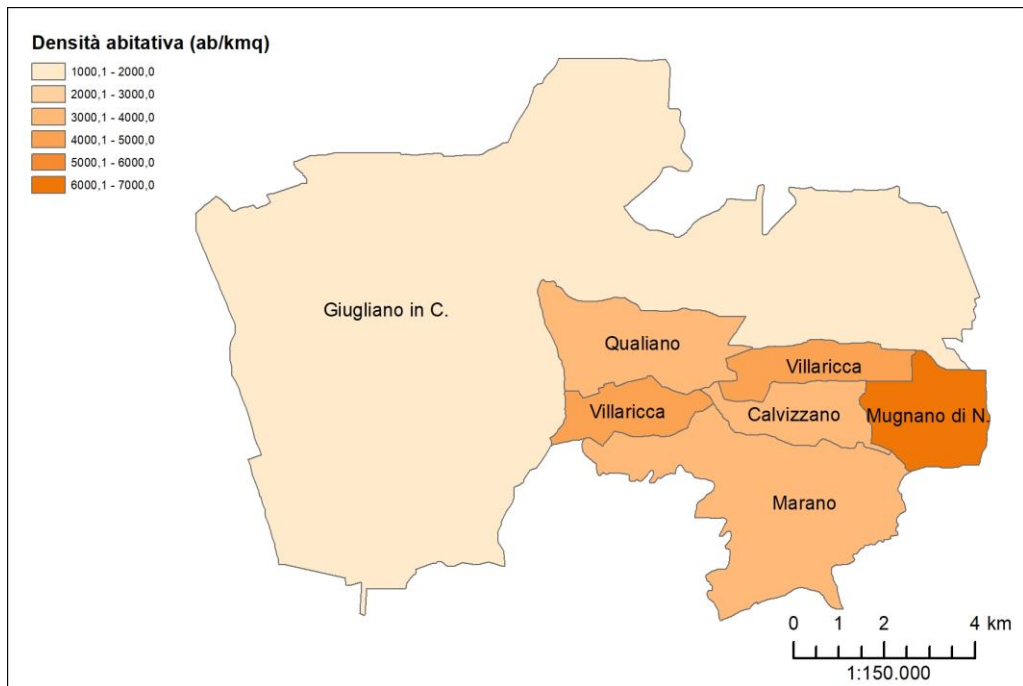 Densità abitativa (ab/kmq)
1000,1 - 2000,0
2000,1 - 3000,0
3000,1 - 4000,0
4000,1 - 5000,0
5000,1 - 6000,0
6000,1 - 7000,0
Giugliano in C.
Qualiano
Villaricca
Villaricca
Calvizzano
Mugnano di N.
Marano
0 1 2 4 km
1:150.000